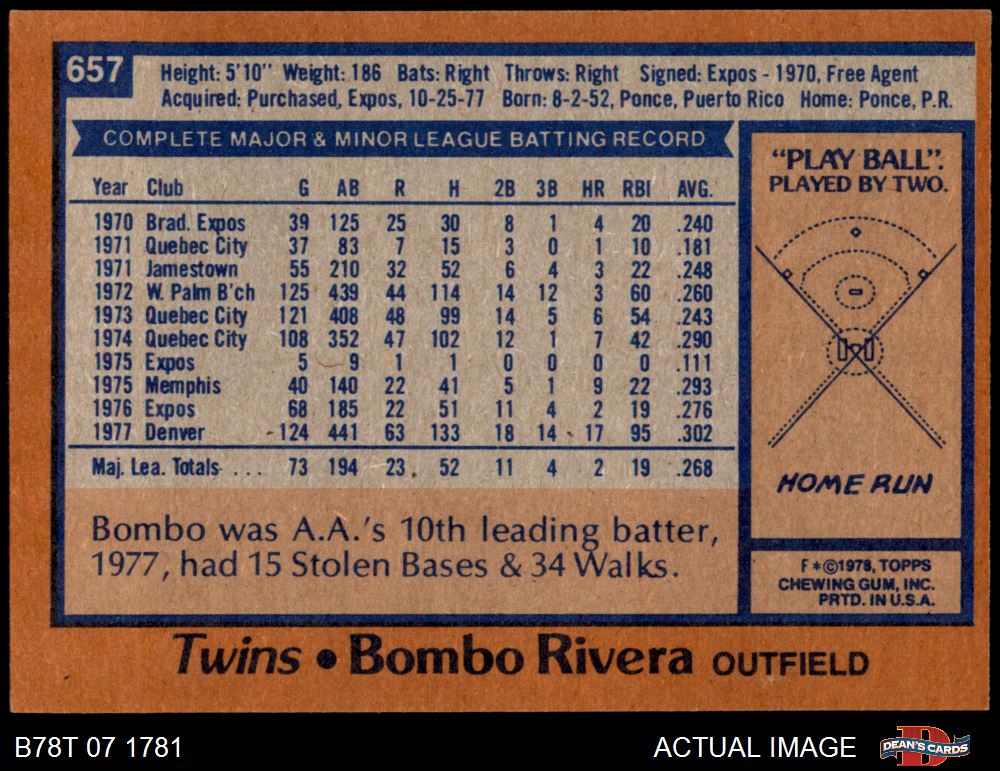 657
Height: 5'10" Weight: 186 Bats: Right Throws: Right Signed: Expos - 1970, Free Agent
Acquired: Purchased, Expos, 10-25-77 Born: 8-2-52, Ponce, Puerto Rico Home: Ponce, P.R.
COMPLETE MAJOR & MINOR LEAGUE BATTING RECORD
Year Club G AB R H 2B 3B HR RBI AVG.
1970 Brad. Expos 39 125 25 30 8 1 4 20 .240
1971 Quebec City 37 83 7 15 3 0 1 10 .181
1971 Jamestown 55 210 32 52 6 4 3 22 .248
1972 W. Palm B'ch 125 439 44 114 14 12 3 60 .260
1973 Quebec City 121 408 48 99 14 5 6 54 .243
1974 Quebec City 108 352 47 102 12 1 7 42 .290
1975 Expos 5 9 1 1 0 0 0 0 .111
1975 Memphis 40 140 22 41 5 1 9 22 .293
1976 Expos 68 185 22 51 11 4 2 19 .276
1977 Denver 124 441 63 133 18 14 17 95 .302
Maj. Lea. Totals . . . 73 194 23 52 11 4 2 19 .268
Bombo was A.A.'s 10th leading batter,
1977, had 15 Stolen Bases & 34 Walks.
"PLAY BALL".
PLAYED BY TWO.
HOME RUN
F *©1978, TOPPS
CHEWING GUM, INC.
PRTD. IN U.S.A.
Twins • Bombo Rivera OUTFIELD
B78T 07 1781
ACTUAL IMAGE
DEAN'S CARDS